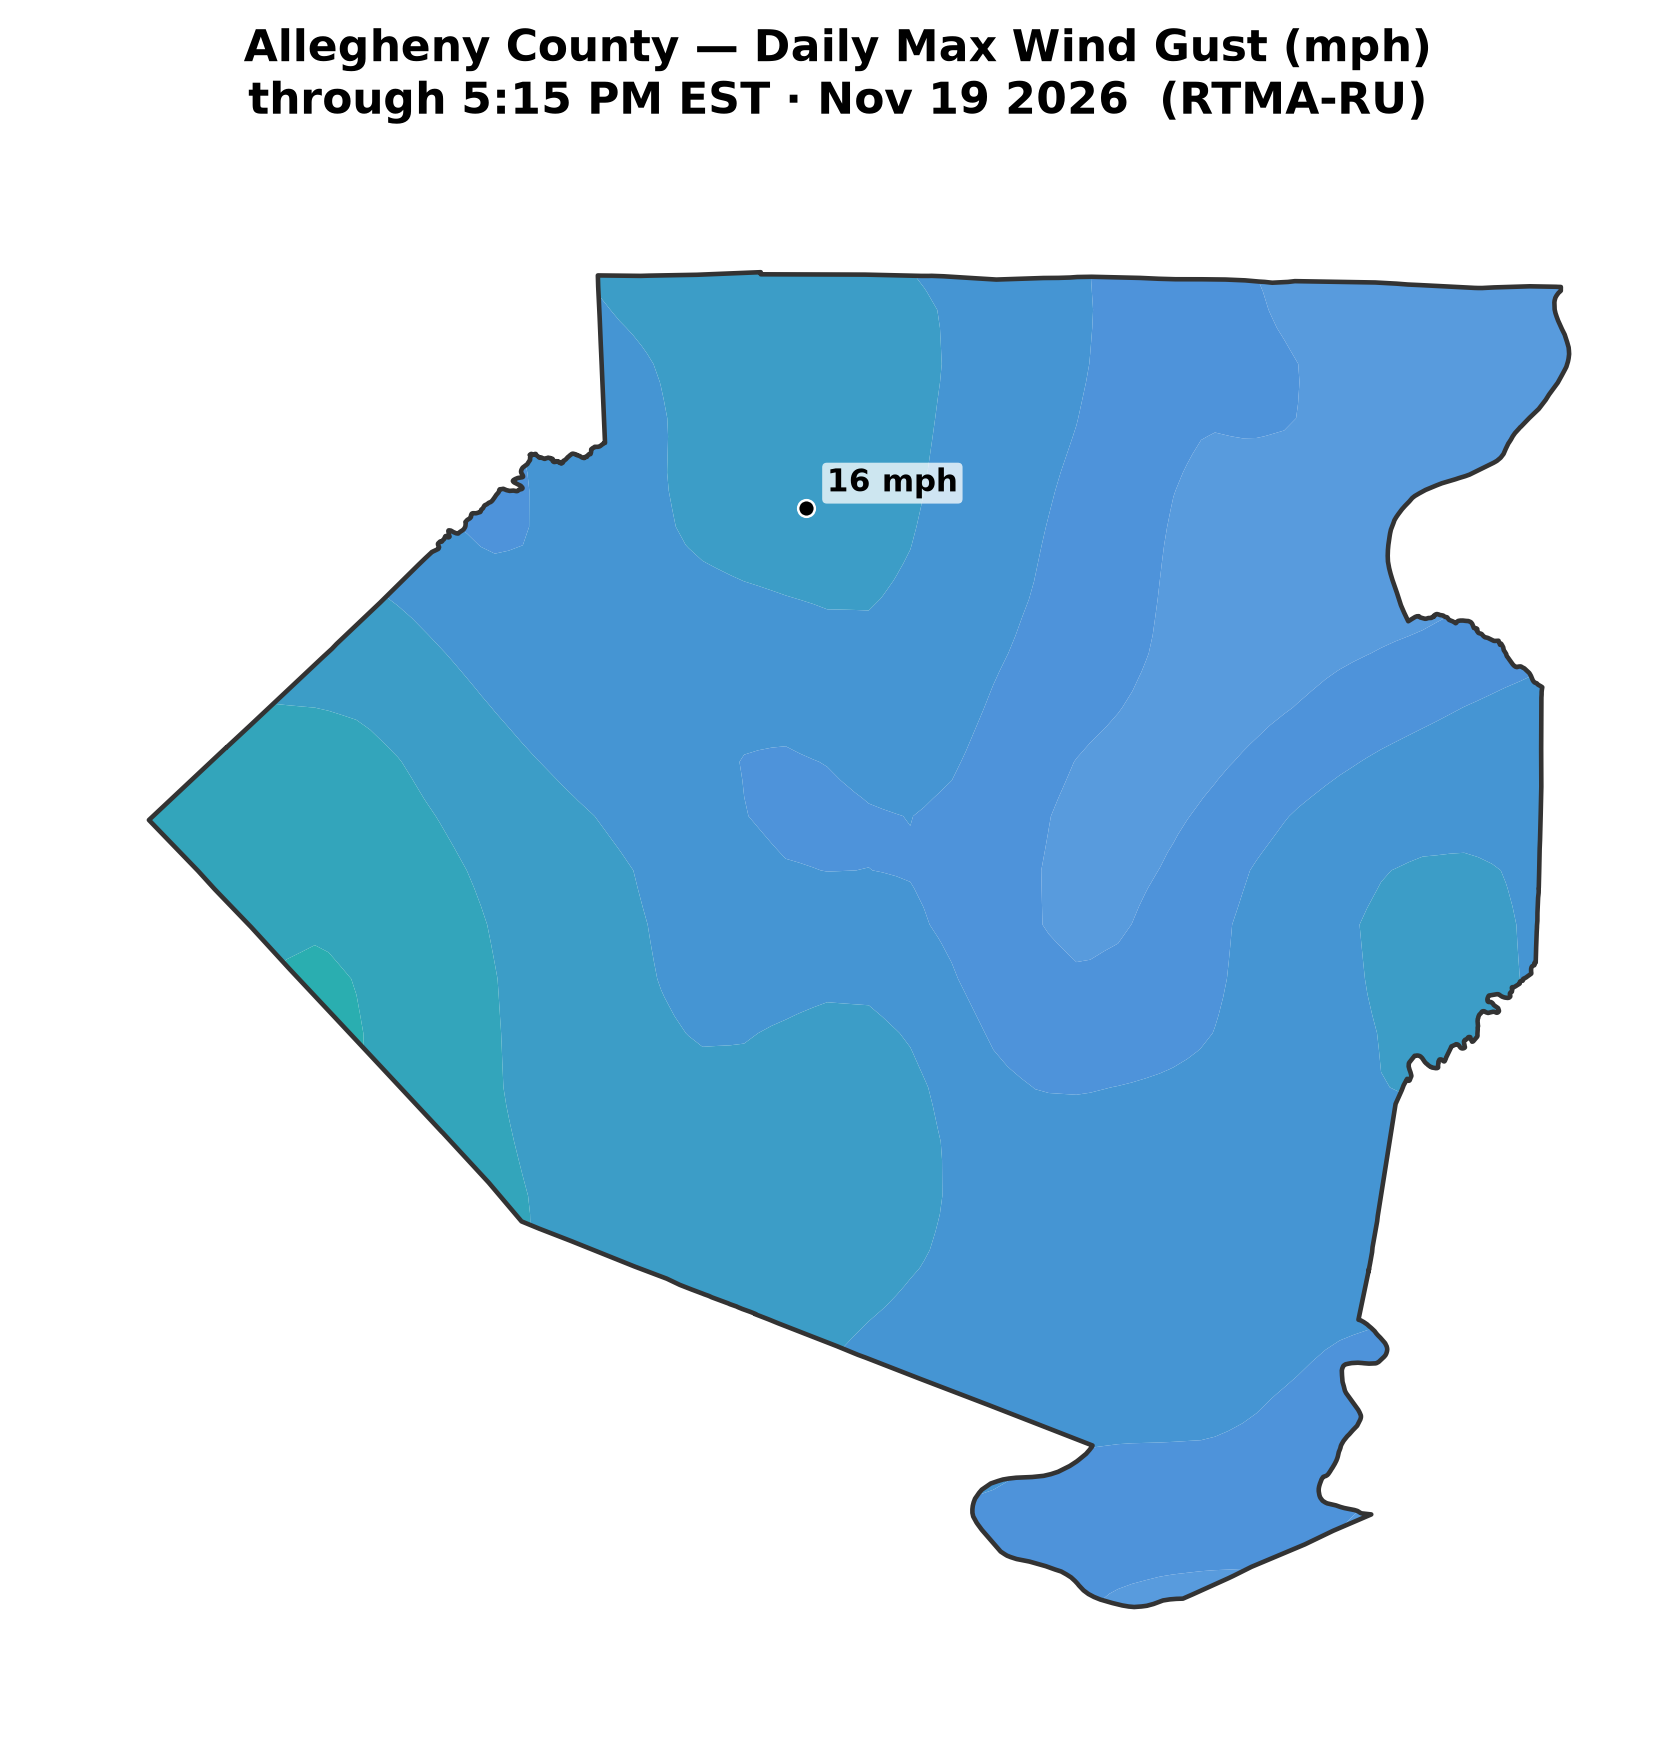 Allegheny County — Daily Max Wind Gust (mph)
through 5:15 PM EST · Nov 19 2026 (RTMA-RU)
16 mph